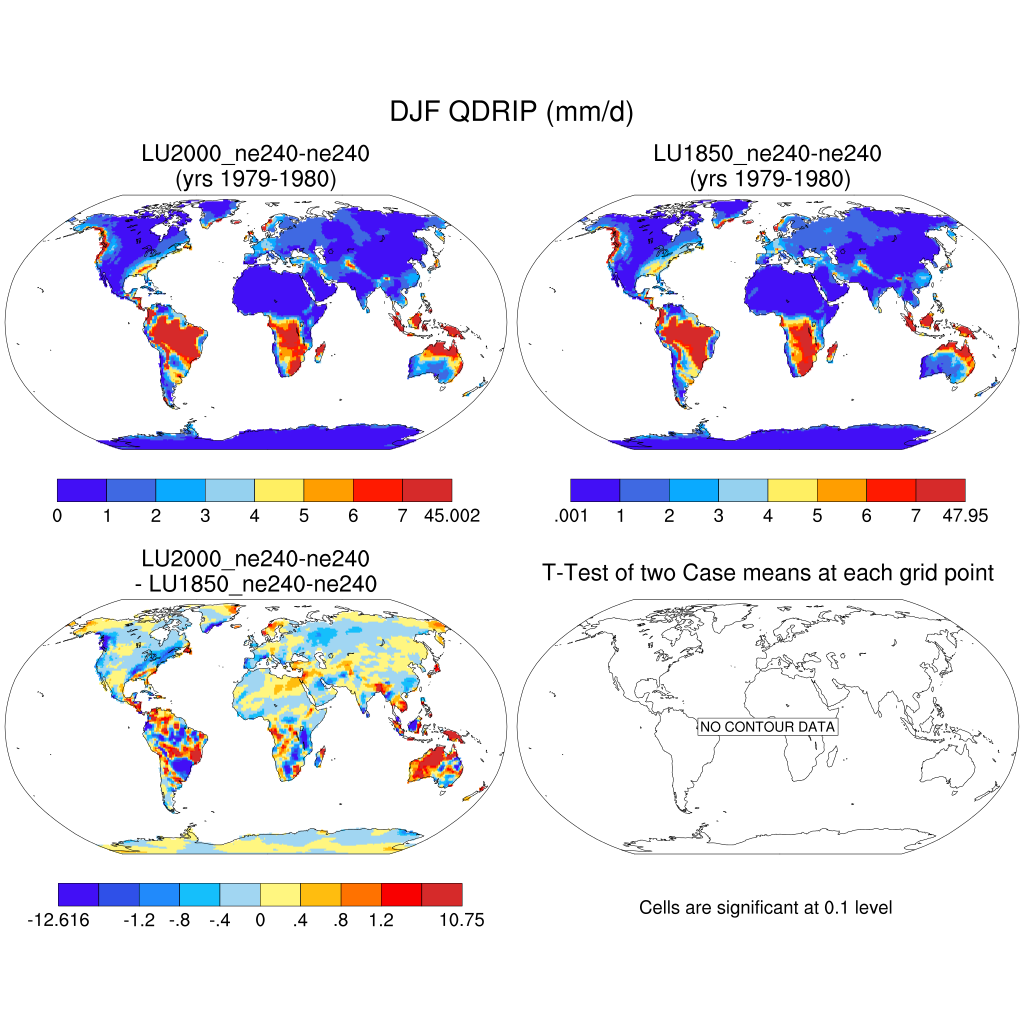 DJF QDRIP (mm/d)
LU2000_ne240-ne240
(yrs 1979-1980)
LU1850_ne240-ne240
(yrs 1979-1980)
0 1 2 3 4 5 6 7 45.002
.001 1 2 3 4 5 6 7 47.95
LU2000_ne240-ne240
- LU1850_ne240-ne240
T-Test of two Case means at each grid point
NO CONTOUR DATA
-12.616 -1.2 -.8 -.4 0 .4 .8 1.2 10.75
Cells are significant at 0.1 level